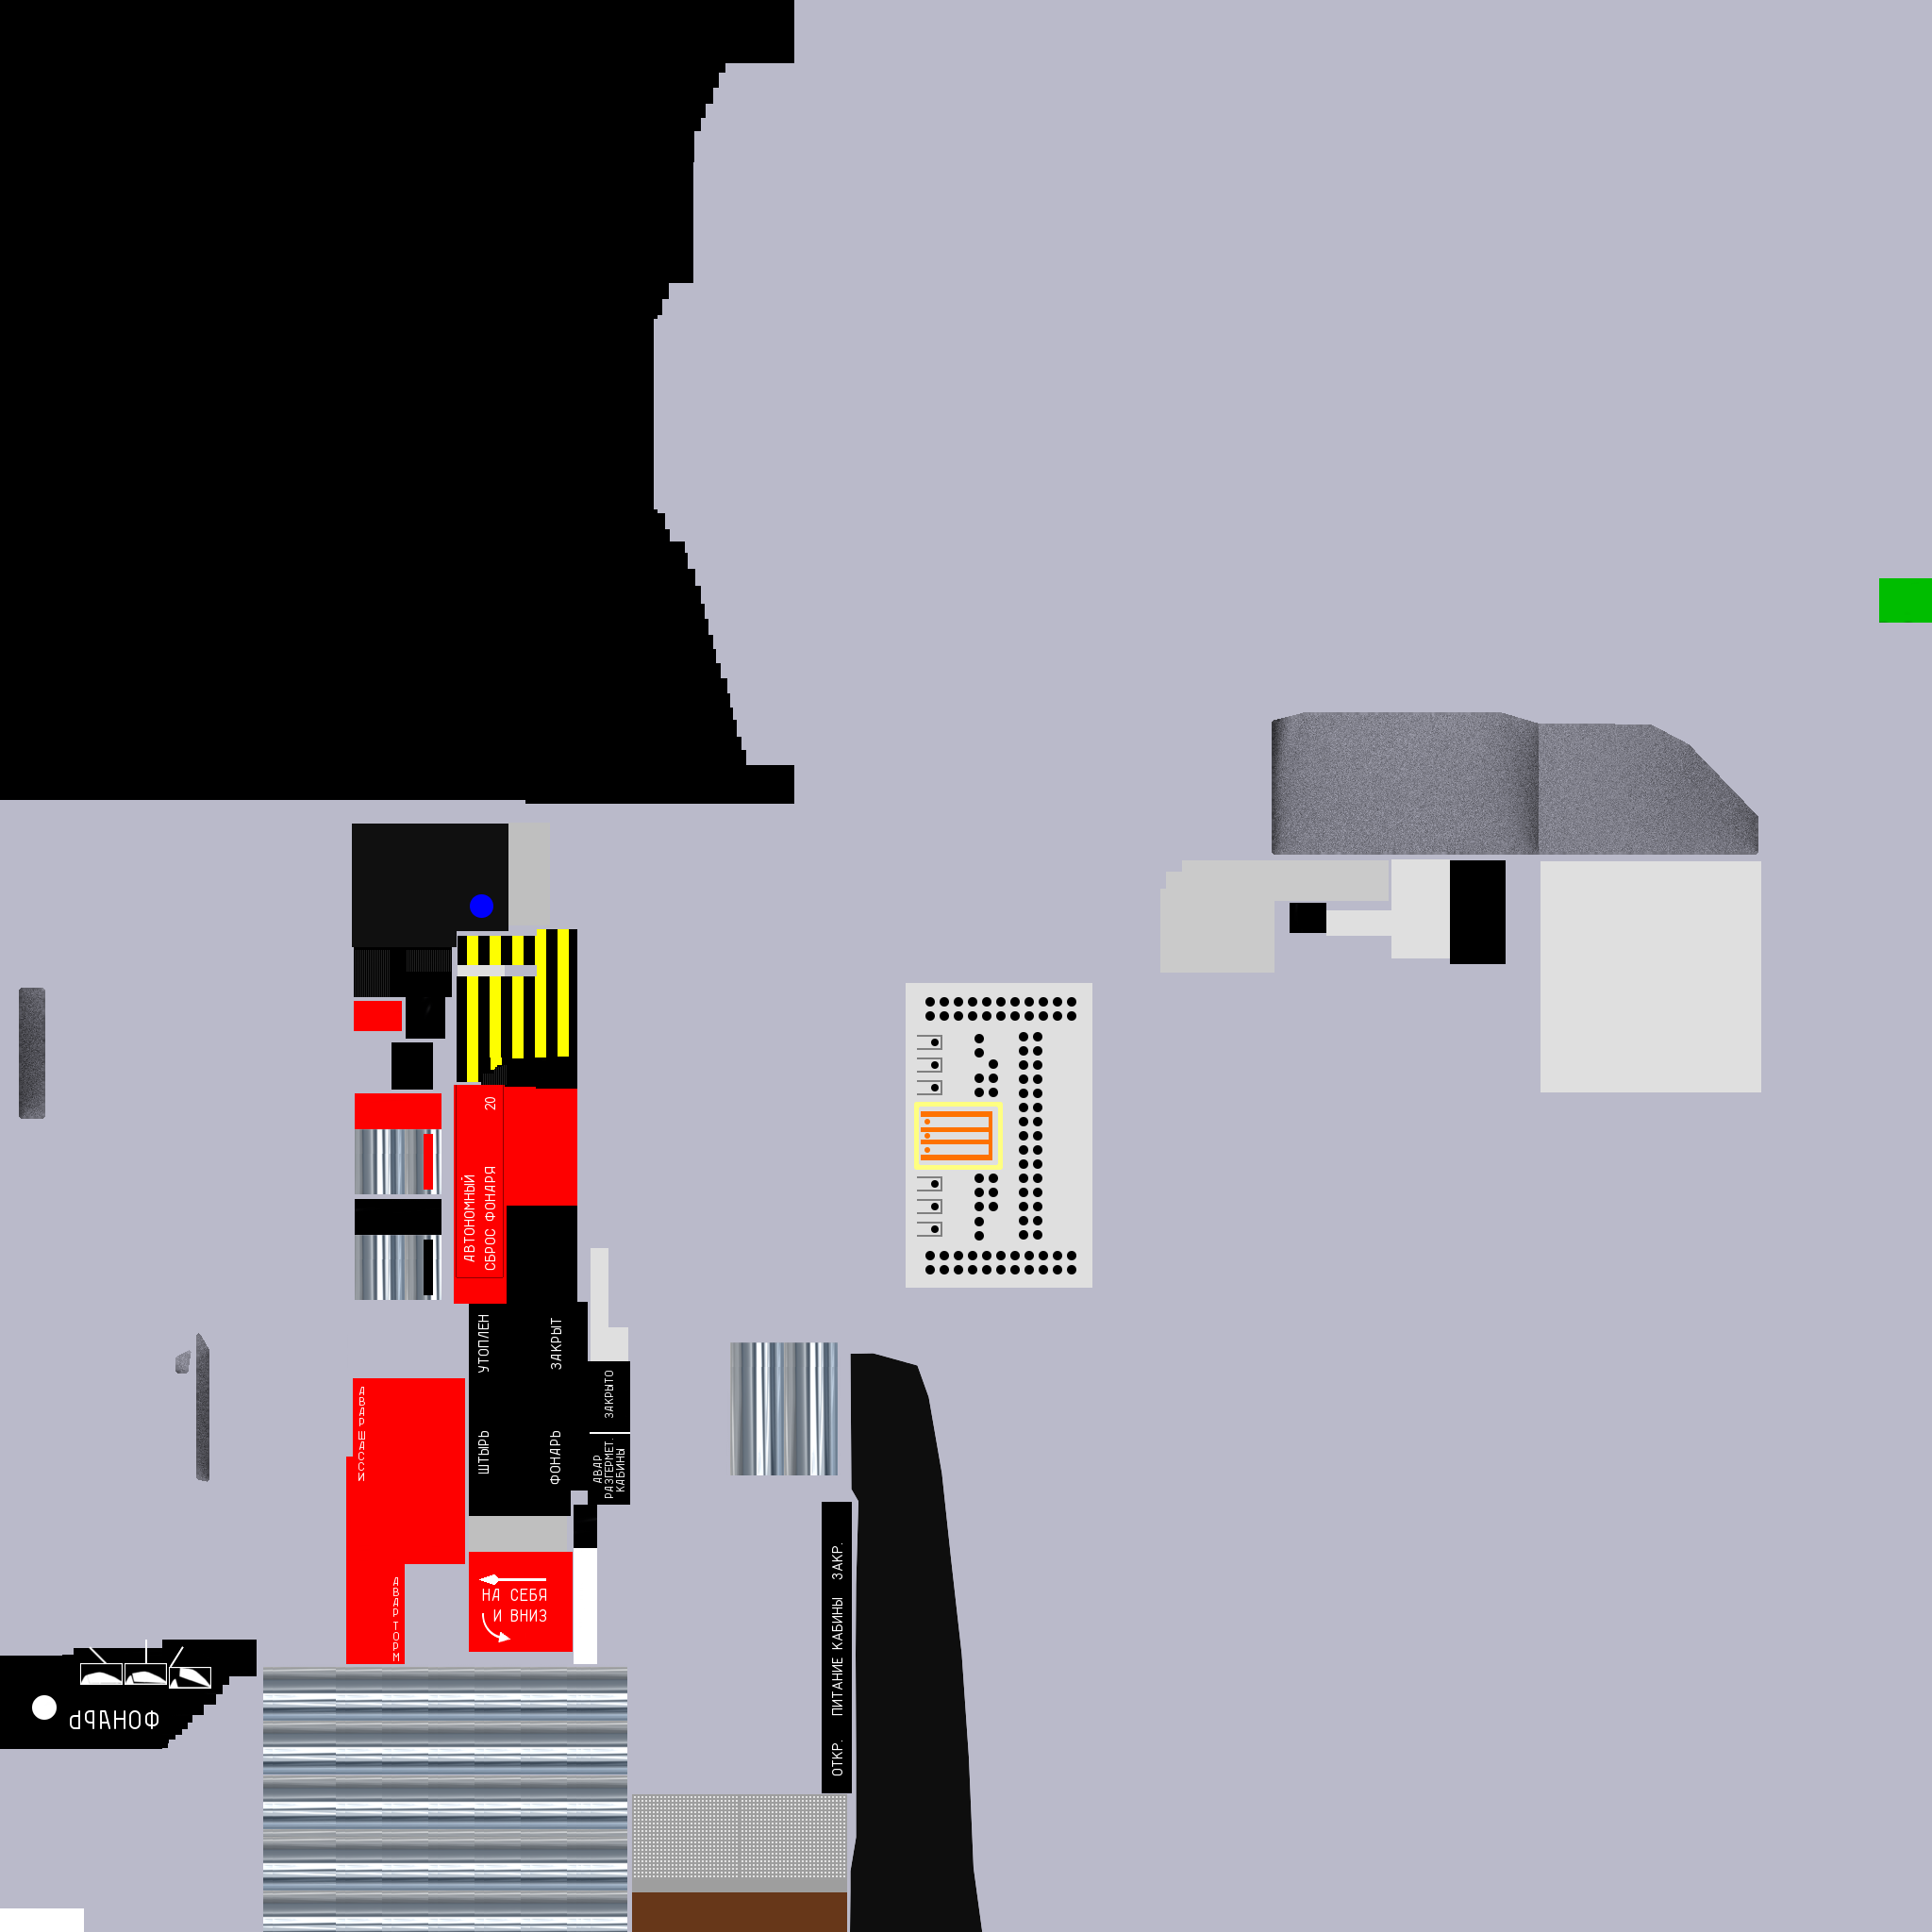 20
АВТОНОМНЫЙ
СБРОС ФОНАРЯ
УТОПЛЕН
ЗАКРЫТ
ШТЫРЬ
ФОНАРЬ
ЗАКРЫТО
АВАР
РАЗГЕРМЕТ.
КАБИНЫ
АВАР ШАССИ
АВАР ТОРМ
НА СЕБЯ
И ВНИЗ
ОТКР. ПИТАНИЕ КАБИНЫ ЗАКР.
ФОНАРЬ